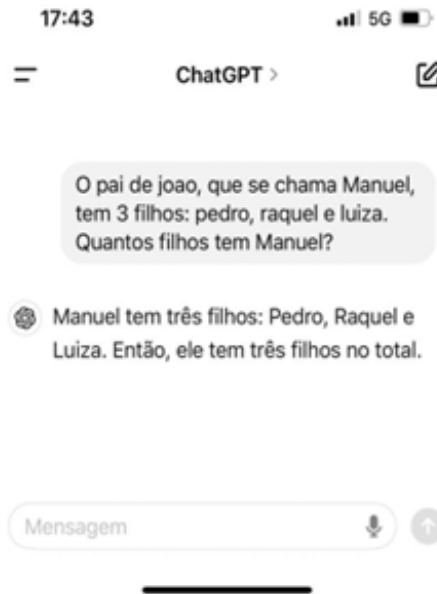 17:43 5G
ChatGPT >
O pai de joao, que se chama Manuel,
tem 3 filhos: pedro, raquel e luiza.
Quantos filhos tem Manuel?
Manuel tem três filhos: Pedro, Raquel e
Luiza. Então, ele tem três filhos no total.
Mensagem